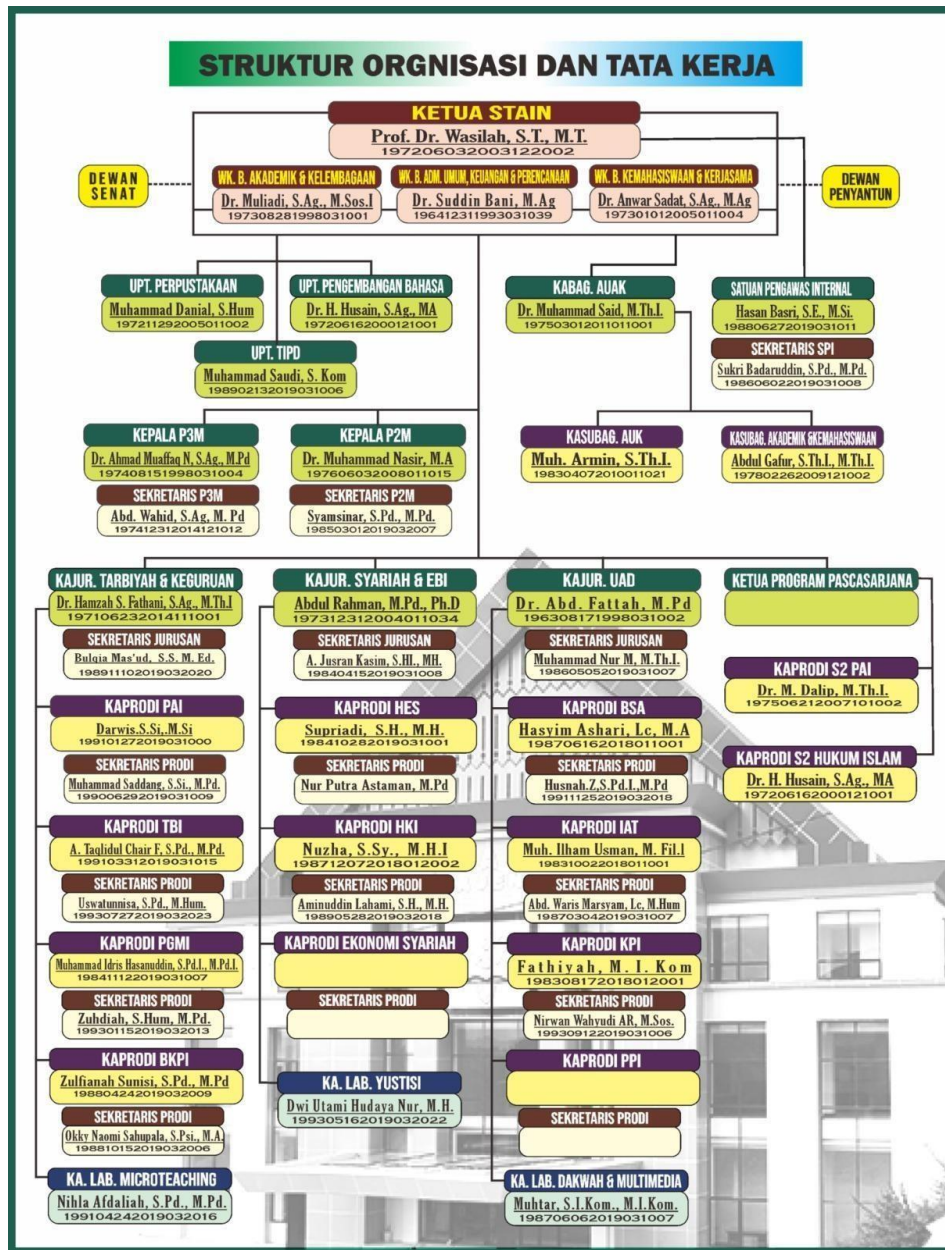 STRUKTUR ORGNISASI DAN TATA KERJA
KETUA STAIN
Prof. Dr. Wasilah, S.T., M.T.
197206032003122002
DEWAN
SENAT
WK. B. AKADEMIK & KELEMBAGAAN
Dr. Muliadi, S.Ag., M.Sos.I
197308281998031001
WK. B. ADM. UMUM, KEUANGAN & PERENCANAAN
Dr. Suddin Bani, M.Ag
196412311993031039
WK. B. KEMAHASISWAAN & KERJASAMA
Dr. Anwar Sadat, S.Ag., M.Ag
197301012005011004
DEWAN
PENYANTUN
UPT. PERPUSTAKAAN
Muhammad Danial, S.Hum
197211292005011002
UPT. PENGEMBANGAN BAHASA
Dr. H. Husain, S.Ag., MA
197206162000121001
KABAG. AUAK
Dr. Muhammad Said, M.Th.I.
197503012011011001
SATUAN PENGAWAS INTERNAL
Hasan Basri, S.E., M.Si.
198806272019031011
SEKRETARIS SPI
Sukri Badaruddin, S.Pd., M.Pd.
198606022019031008
UPT. TIPD
Muhammad Saudi, S. Kom
198902132019031006
KEPALA P3M
Dr. Ahmad Muaffaq N, S.Ag., M.Pd
197408151998031004
SEKRETARIS P3M
Abd. Wahid, S.Ag, M. Pd
197412312014121012
KEPALA P2M
Dr. Muhammad Nasir, M.A
197606032008011015
SEKRETARIS P2M
Syamsinar, S.Pd., M.Pd.
198503012019032007
KASUBAG. AUK
Muh. Armin, S.Th.I.
198304072010011021
KASUBAG. AKADEMIK &KEMAHASISWAAN
Abdul Gafur, S.Th.I., M.Th.I.
197802262009121002
KAJUR. TARBIYAH & KEGURUAN
Dr. Hamzah S. Fathani, S.Ag., M.Th.I
197106232014111001
SEKRETARIS JURUSAN
Bulqia Mas'ud, S.S. M. Ed.
198911102019032020
KAPRODI PAI
Darwis.S.Si,.M.Si
199101272019031000
SEKRETARIS PRODI
Muhammad Saddang, S.Si., M.Pd.
199006292019031009
KAPRODI TBI
A. Taqlidul Chair F, S.Pd., M.Pd.
199103312019031015
SEKRETARIS PRODI
Uswatunnisa, S.Pd., M.Hum.
199307272019032023
KAPRODI PGMI
Muhammad Idris Hasanuddin, S.Pd.I., M.Pd.I.
198411122019031007
SEKRETARIS PRODI
Zuhdiah, S.Hum, M.Pd.
199301152019032013
KAPRODI BKPI
Zulfianah Sunisi, S.Pd., M.Pd
198804242019032009
SEKRETARIS PRODI
Okky Naomi Sahupala, S.Psi., M.A.
198810152019032006
KA. LAB. MICROTEACHING
Nihla Afdaliah, S.Pd., M.Pd.
199104242019032016
KAJUR. SYARIAH & EBI
Abdul Rahman, M.Pd., Ph.D
197312312004011034
SEKRETARIS JURUSAN
A. Jusran Kasim, S.HI., MH.
198404152019031008
KAPRODI HES
Supriadi, S.H., M.H.
198410282019031001
SEKRETARIS PRODI
Nur Putra Astaman, M.Pd
KAPRODI HKI
Nuzha, S.Sy., M.H.I
198712072018012002
SEKRETARIS PRODI
Aminuddin Lahami, S.H., M.H.
198905282019032018
KAPRODI EKONOMI SYARIAH
SEKRETARIS PRODI
KA. LAB. YUSTISI
Dwi Utami Hudaya Nur, M.H.
199305162019032022
KAJUR. UAD
Dr. Abd. Fattah, M.Pd
196308171998031002
SEKRETARIS JURUSAN
Muhammad Nur M, M.Th.I.
198605052019031007
KAPRODI BSA
Hasyim Ashari, Lc, M.A
198706162018011001
SEKRETARIS PRODI
Husnah.Z,S.Pd.I.,M.Pd
199111252019032018
KAPRODI IAT
Muh. Ilham Usman, M. Fil.I
198310022018011001
SEKRETARIS PRODI
Abd. Waris Marsyam, Lc, M.Hum
198703042019031007
KAPRODI KPI
Fathiyah, M. I. Kom
198308172018012001
SEKRETARIS PRODI
Nirwan Wahyudi AR, M.Sos.
199309122019031006
KAPRODI PPI
SEKRETARIS PRODI
KA. LAB. DAKWAH & MULTIMEDIA
Muhtar, S.I.Kom., M.I.Kom.
198706062019031007
KETUA PROGRAM PASCASARJANA
KAPRODI S2 PAI
Dr. M. Dalip, M.Th.I.
197506212007101002
KAPRODI S2 HUKUM ISLAM
Dr. H. Husain, S.Ag., MA
197206162000121001